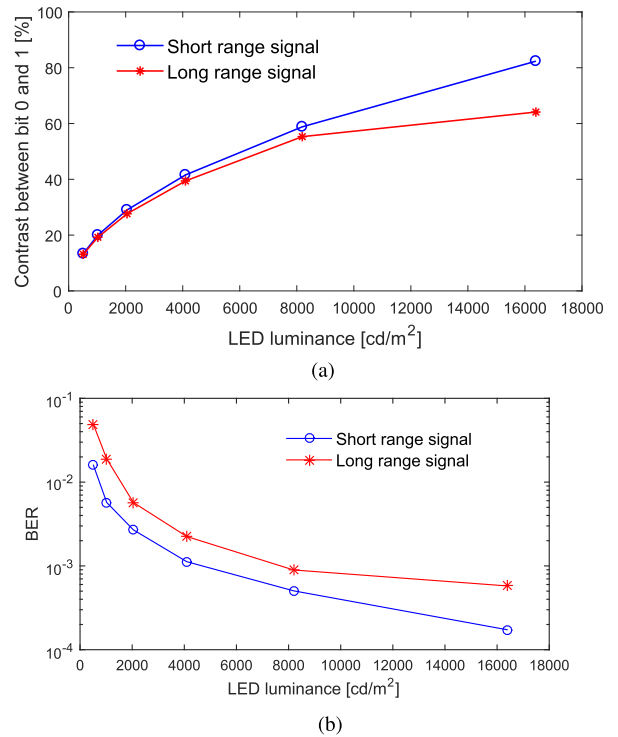 Contrast between bit 0 and 1 [%]
100
80
60
40
20
0
Short range signal
Long range signal
0 2000 4000 6000 8000 10000 12000 14000 16000 18000
LED luminance [cd/m²]
(a)
BER
10⁻¹
10⁻²
10⁻³
10⁻⁴
Short range signal
Long range signal
0 2000 4000 6000 8000 10000 12000 14000 16000 18000
LED luminance [cd/m²]
(b)